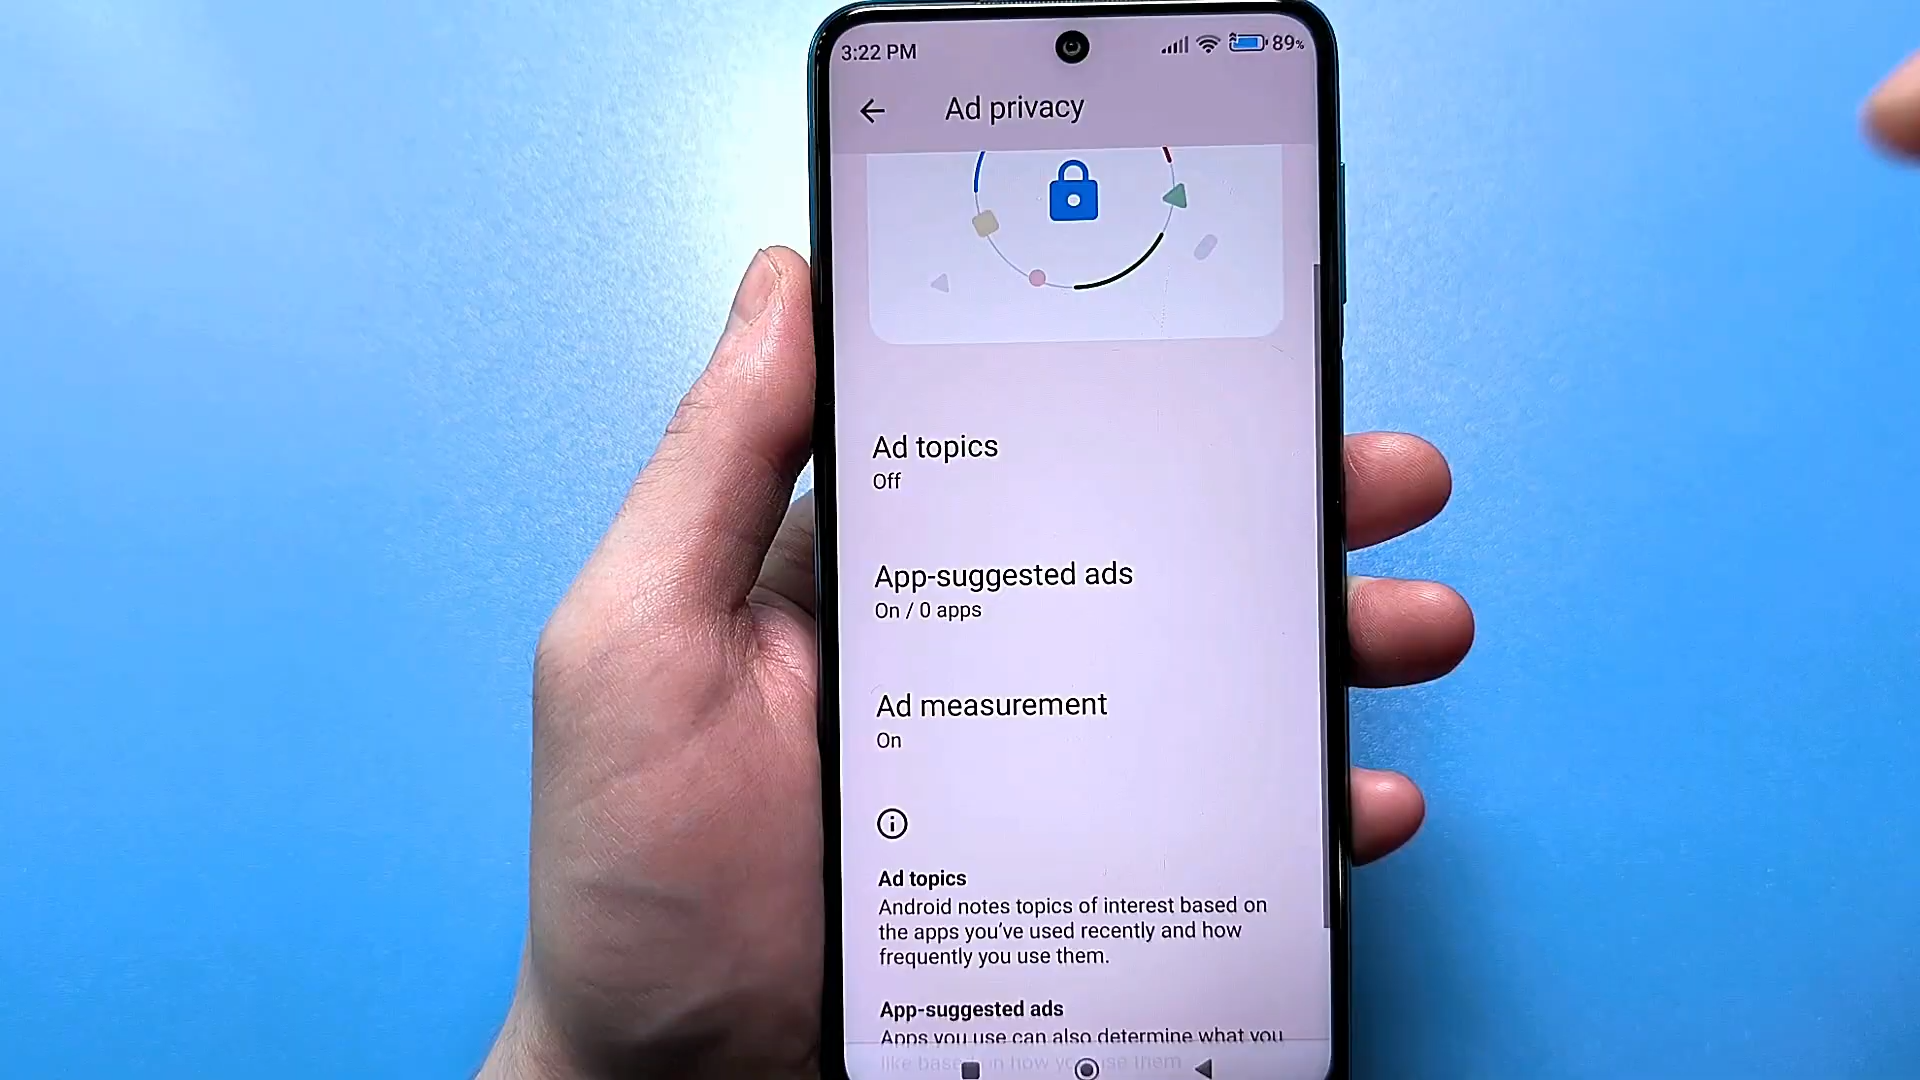 3:22 PM
89%
Ad privacy
Ad topics
Off
App-suggested ads
On / 0 apps
Ad measurement
On
Ad topics
Android notes topics of interest based on
the apps you've used recently and how
frequently you use them.
App-suggested ads
Apps you use can also determine what you
like based on how you use them